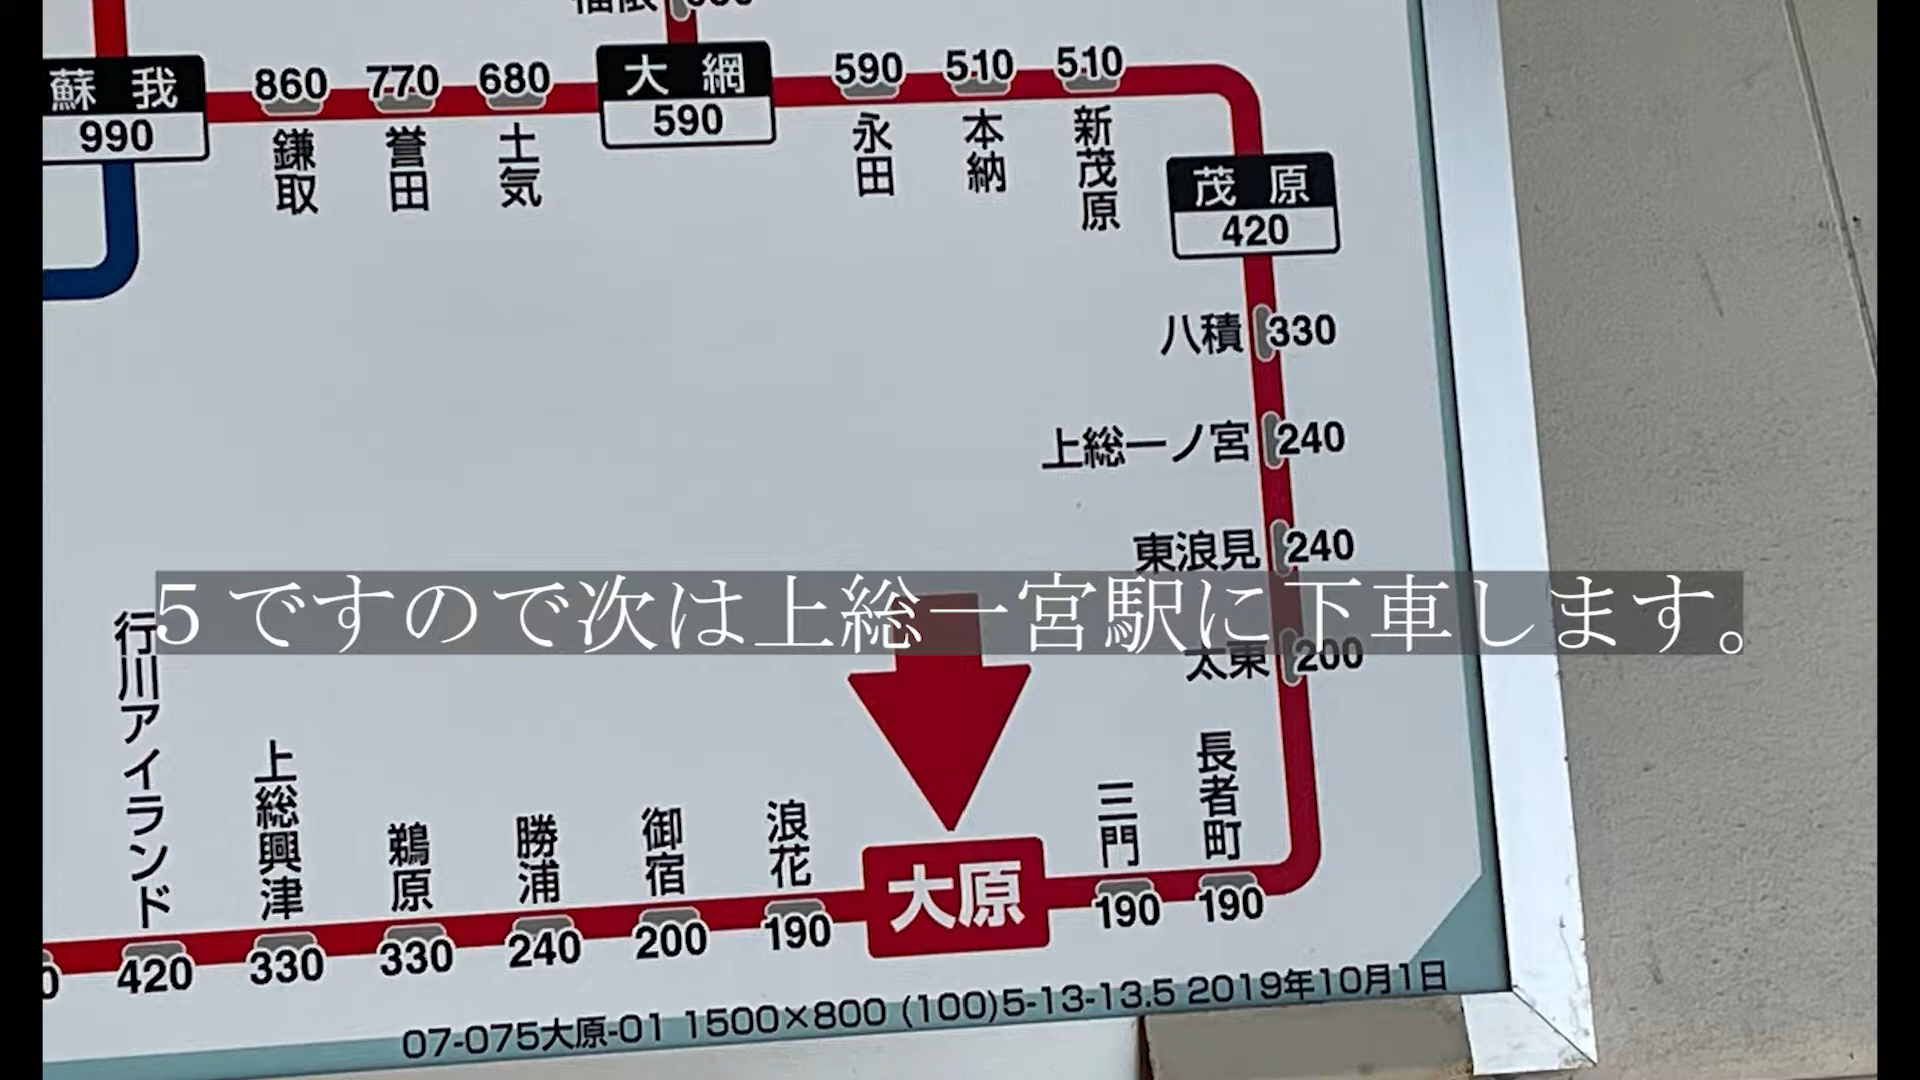 蘇我
990
860
鎌取
770
誉田
680
土気
大網
590
590
永田
510
本納
510
新茂原
茂原
420
八積
330
上総一ノ宮
240
東浪見
240
5ですので次は上総一宮駅に下車します。
太東
200
長者町
190
三門
190
大原
浪花
190
御宿
200
勝浦
240
鵜原
330
上総興津
330
行川アイランド
420
07-075大原-01 1500×800 (100)5-13-13.5 2019年10月1日